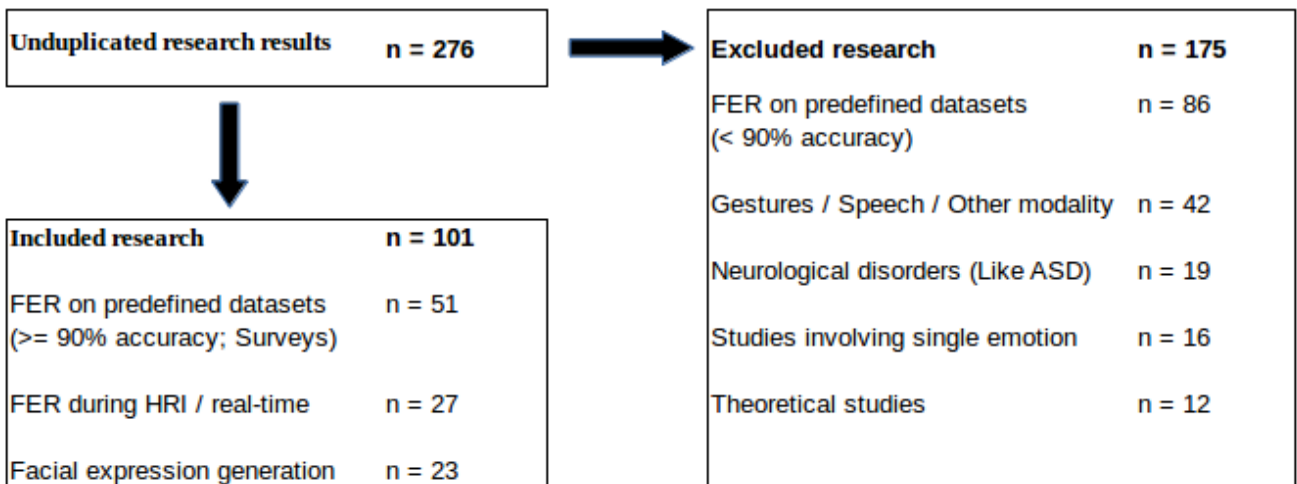 Unduplicated research results n = 276
Included research n = 101
FER on predefined datasets n = 51
(>= 90% accuracy; Surveys)
FER during HRI / real-time n = 27
Facial expression generation n = 23
Excluded research n = 175
FER on predefined datasets n = 86
(< 90% accuracy)
Gestures / Speech / Other modality n = 42
Neurological disorders (Like ASD) n = 19
Studies involving single emotion n = 16
Theoretical studies n = 12